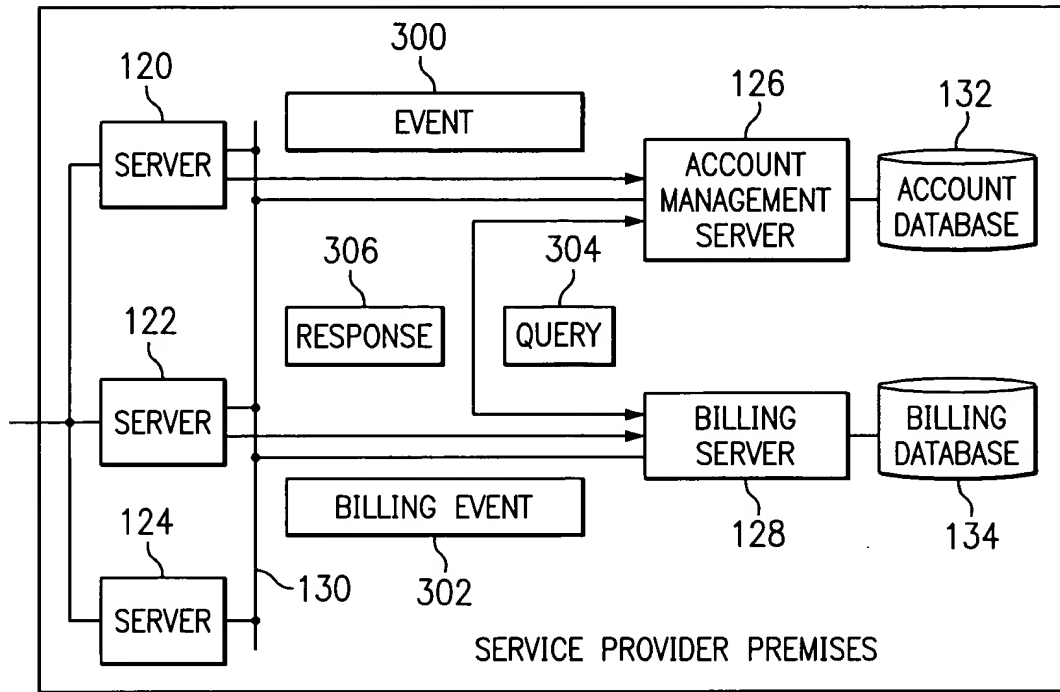 300
120
126
132
EVENT
SERVER
ACCOUNT
MANAGEMENT
SERVER
ACCOUNT
DATABASE
306
304
122
RESPONSE
QUERY
SERVER
BILLING
SERVER
BILLING
DATABASE
124
BILLING EVENT
128
134
130
302
SERVER
SERVICE PROVIDER PREMISES